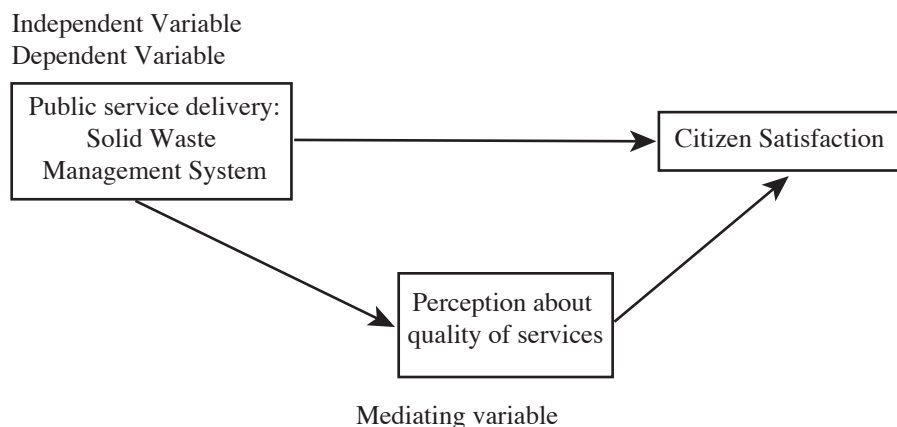 Independent Variable
Dependent Variable
Public service delivery:
Solid Waste
Management System
Citizen Satisfaction
Perception about
quality of services
Mediating variable